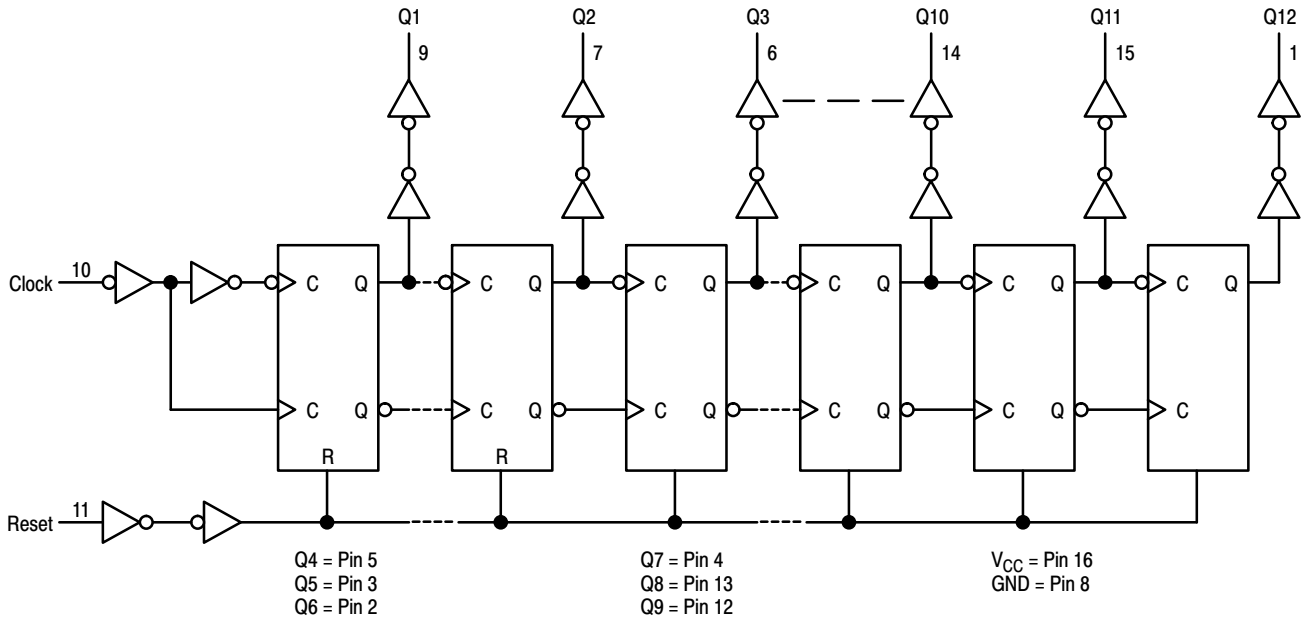 Q1 Q2 Q3 Q10 Q11 Q12
9 7 6 14 15 1
Clock 10 C Q C Q C Q C Q C Q C Q
C Q C Q C Q C Q C Q C
R R
Reset 11
Q4 = Pin 5
Q5 = Pin 3
Q6 = Pin 2
Q7 = Pin 4
Q8 = Pin 13
Q9 = Pin 12
VCC = Pin 16
GND = Pin 8